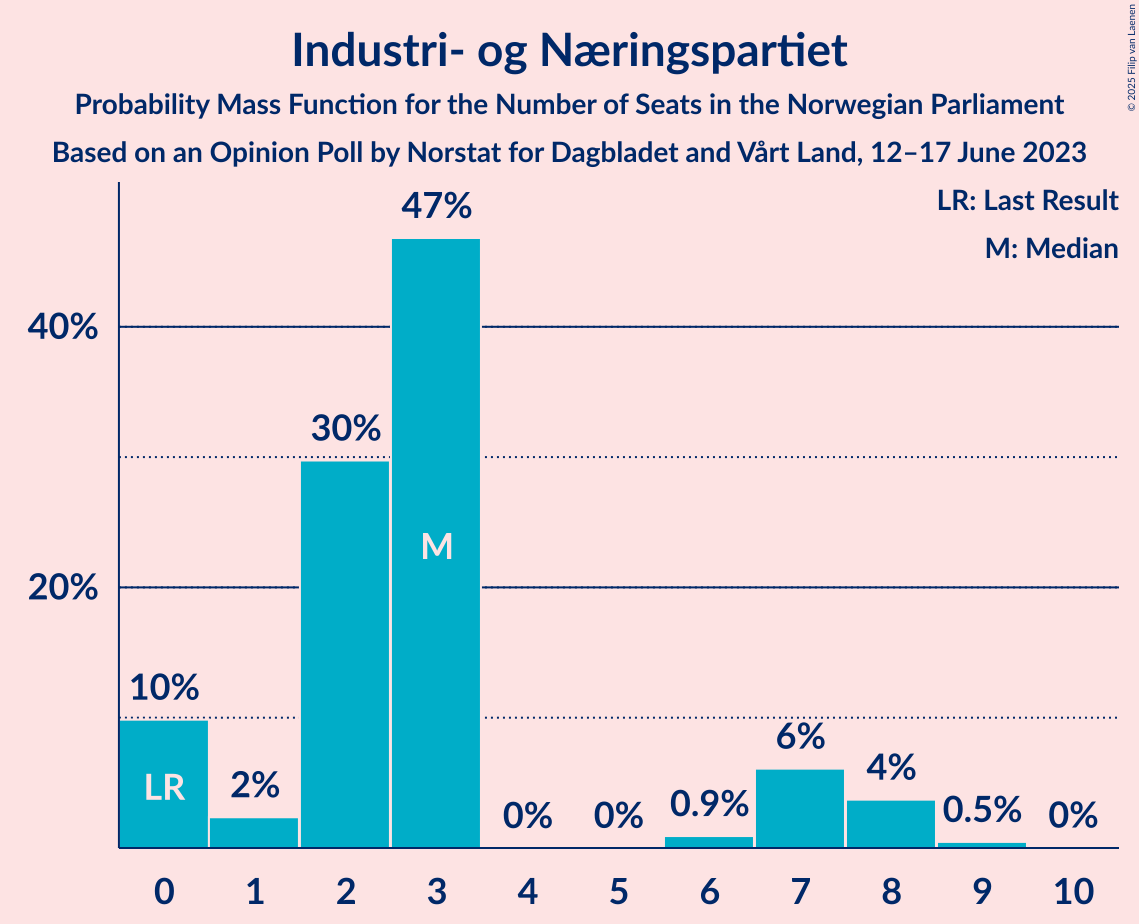 Industri- og Næringspartiet
Probability Mass Function for the Number of Seats in the Norwegian Parliament
Based on an Opinion Poll by Norstat for Dagbladet and Vårt Land, 12–17 June 2023
© 2025 Filip van Laenen
LR: Last Result
M: Median
47%
40%
30%
M
20%
10%
LR
2%
0%
0%
0.9%
6%
4%
0.5%
0%
0 1 2 3 4 5 6 7 8 9 10